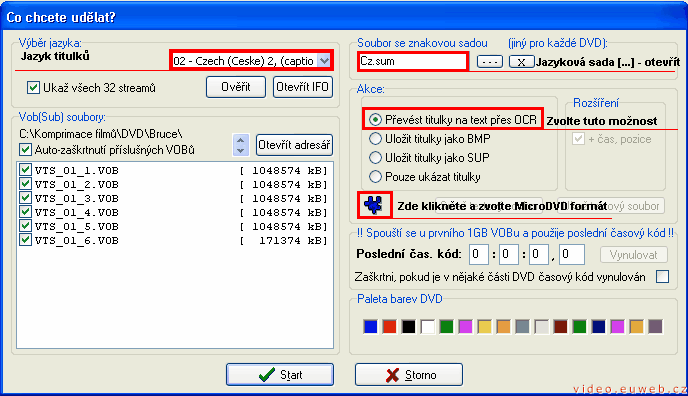 Co chcete udělat?
Výběr jazyka:
Jazyk titulků
02 - Czech (Ceske) 2, (captio
Ukaž všech 32 streamů
Ověřit
Otevřít IFO
Vob(Sub) soubory:
C:\Komprimace filmů\DVD\Bruce\
Auto-zaškrtnutí příslušných VOBů
Otevřít adresář
VTS_01_1.VOB [ 1048574 kB]
VTS_01_2.VOB [ 1048574 kB]
VTS_01_3.VOB [ 1048574 kB]
VTS_01_4.VOB [ 1048574 kB]
VTS_01_5.VOB [ 1048574 kB]
VTS_01_6.VOB [ 171374 kB]
Soubor se znakovou sadou (jiný pro každé DVD):
Cz.sum
...
X
Jazyková sada [...] - otevřít
Akce:
Převést titulky na text přes OCR
Zvolte tuto možnost
Uložit titulky jako BMP
Uložit titulky jako SUP
Pouze ukázat titulky
Rozšíření
+ čas, pozice
Zde klikněte a zvolte MicroDVD formát
soubor
!! Spouští se u prvního 1GB VOBu a použije poslední časový kód !!
Poslední čas. kód: 0 : 0 : 0 , 0
Vynulovat
Zaškrtni, pokud je v nějaké části DVD časový kód vynulován
Paleta barev DVD
Start
Storno
video.euweb.cz